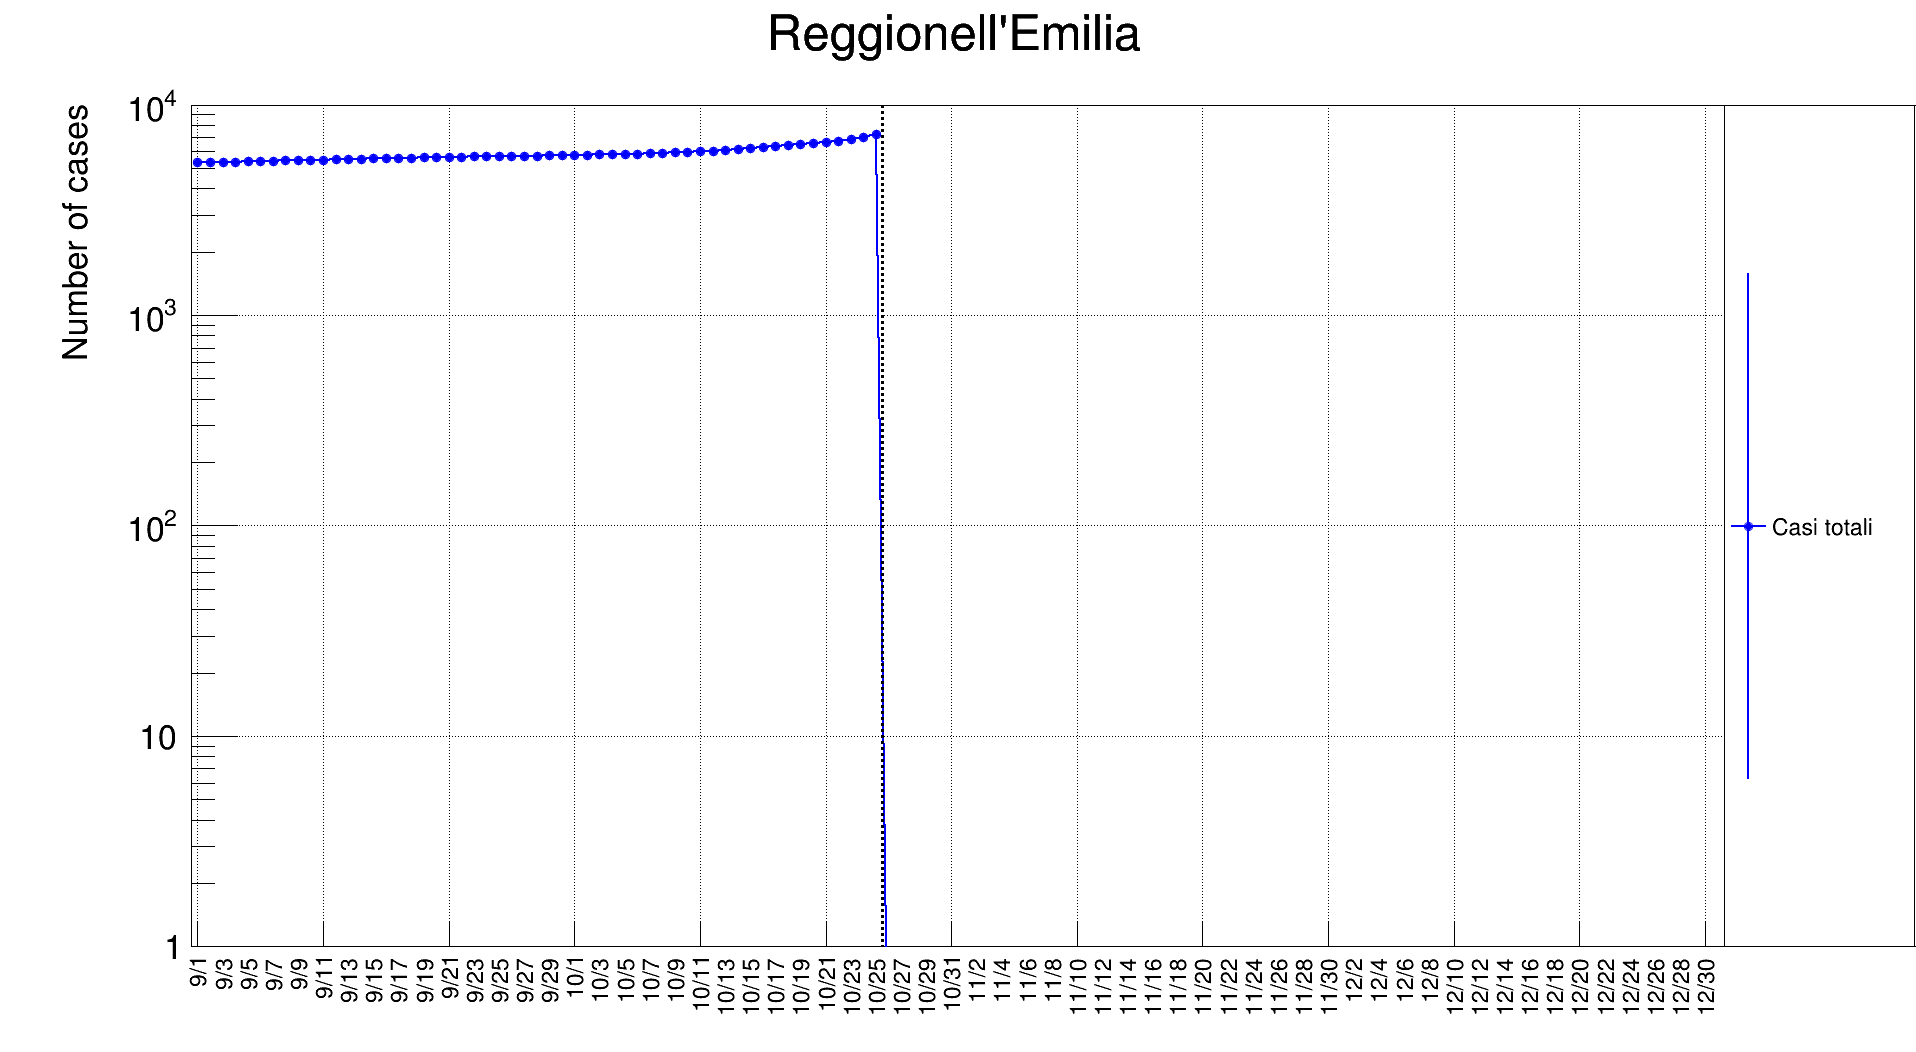 Reggionell'Emilia
Number of cases
10^4
10^3
10^2
10
1
9/1 9/3 9/5 9/7 9/9 9/11 9/13 9/15 9/17 9/19 9/21 9/23 9/25 9/27 9/29 10/1 10/3 10/5 10/7 10/9 10/11 10/13 10/15 10/17 10/19 10/21 10/23 10/25 10/27 10/29 10/31 11/2 11/4 11/6 11/8 11/10 11/12 11/14 11/16 11/18 11/20 11/22 11/24 11/26 11/28 11/30 12/2 12/4 12/6 12/8 12/10 12/12 12/14 12/16 12/18 12/20 12/22 12/24 12/26 12/28 12/30
Casi totali